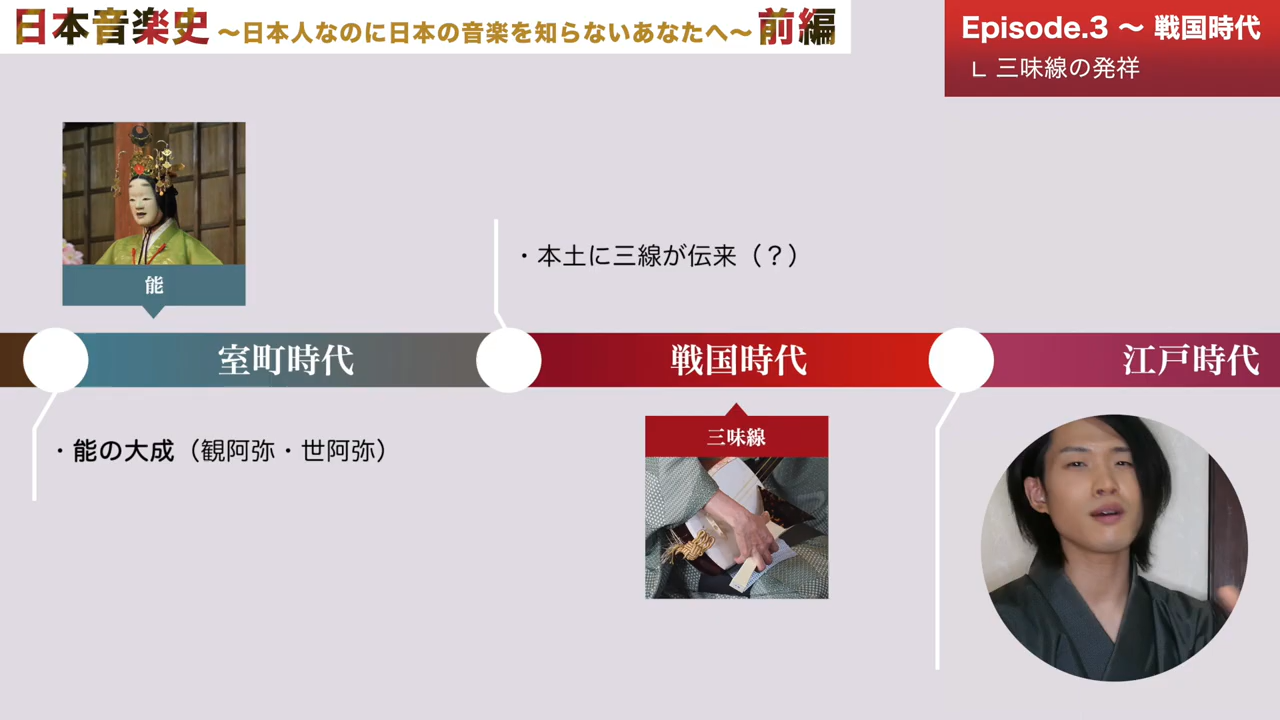 日本音楽史 〜日本人なのに日本の音楽を知らないあなたへ〜 前編
Episode.3 〜 戦国時代
∟ 三味線の発祥
能
・本土に三線が伝来（？）
室町時代
戦国時代
江戸時代
・能の大成（観阿弥・世阿弥）
三味線